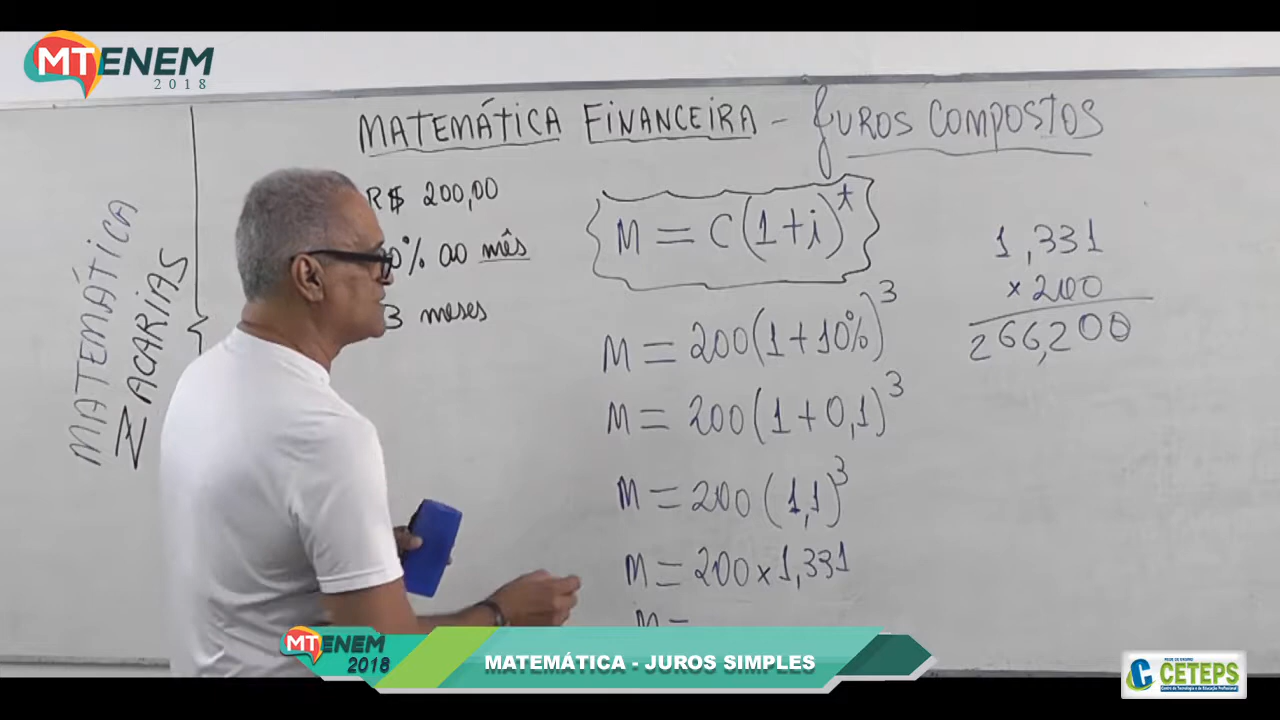 MTENEM
2018
MATEMÁTICA FINANCEIRA - JUROS COMPOSTOS
MATEMÁTICA
ZACARIAS
R$ 200,00
0% ao mês
3 meses
M = C(1+i)^t
M = 200(1+10%)³
M = 200(1+0,1)³
M = 200(1,1)³
M = 200×1,331
M =
1,331
×200
266,200
MTENEM
2018
MATEMÁTICA - JUROS SIMPLES
CETEPS